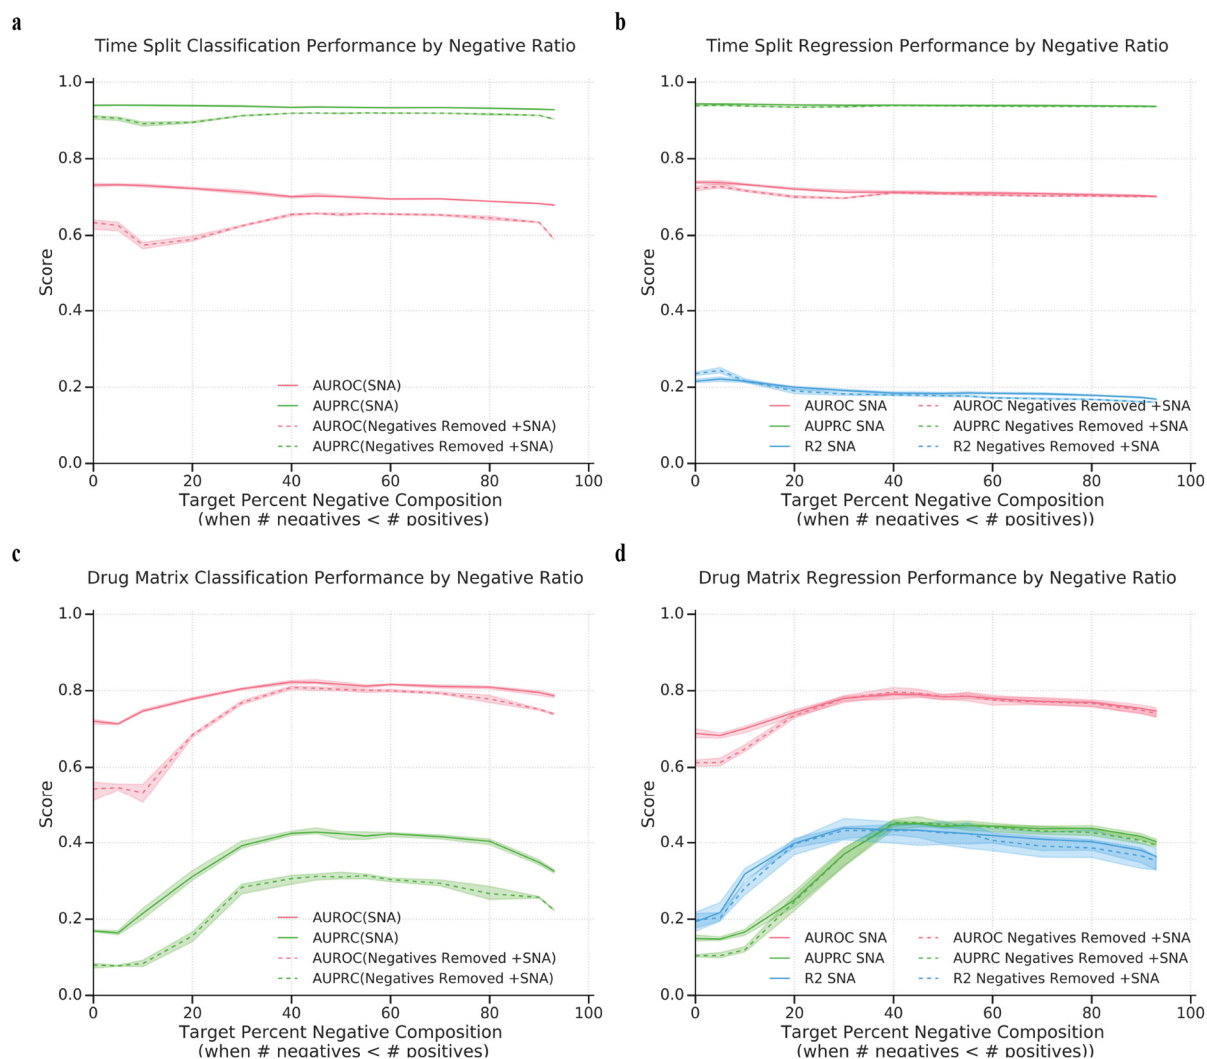 a
Time Split Classification Performance by Negative Ratio
1.0
0.8
0.6
0.4
0.2
0.0
Score
AUROC(SNA)
AUPRC(SNA)
AUROC(Negatives Removed +SNA)
AUPRC(Negatives Removed +SNA)
0 20 40 60 80 100
Target Percent Negative Composition
(when # negatives < # positives)
b
Time Split Regression Performance by Negative Ratio
1.0
0.8
0.6
0.4
0.2
0.0
Score
AUROC SNA AUROC Negatives Removed +SNA
AUPRC SNA AUPRC Negatives Removed +SNA
R2 SNA R2 Negatives Removed +SNA
0 20 40 60 80 100
Target Percent Negative Composition
(when # negatives < # positives))
c
Drug Matrix Classification Performance by Negative Ratio
1.0
0.8
0.6
0.4
0.2
0.0
Score
AUROC(SNA)
AUPRC(SNA)
AUROC(Negatives Removed +SNA)
AUPRC(Negatives Removed +SNA)
0 20 40 60 80 100
Target Percent Negative Composition
(when # negatives < # positives)
d
Drug Matrix Regression Performance by Negative Ratio
1.0
0.8
0.6
0.4
0.2
0.0
Score
AUROC SNA AUROC Negatives Removed +SNA
AUPRC SNA AUPRC Negatives Removed +SNA
R2 SNA R2 Negatives Removed +SNA
0 20 40 60 80 100
Target Percent Negative Composition
(when # negatives < # positives))